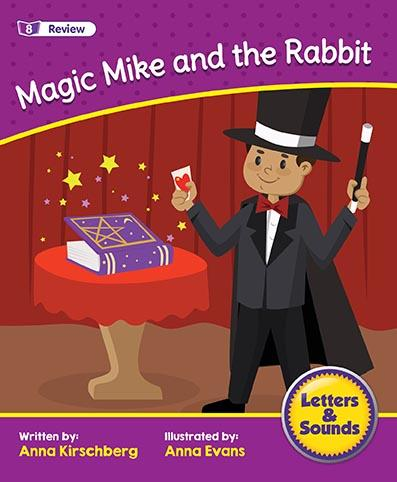 8 Review
Magic Mike and the Rabbit
Letters
&
Sounds
Written by:
Anna Kirschberg
Illustrated by:
Anna Evans